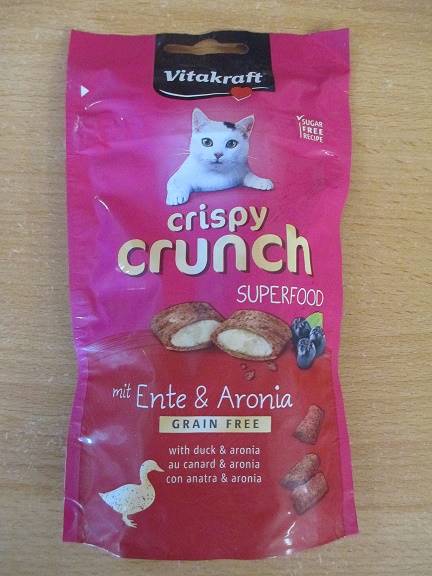 Vitakraft
SUGAR
FREE
RECIPE
crispy
crunch
SUPERFOOD
mit Ente & Aronia
GRAIN FREE
with duck & aronia
au canard & aronia
con anatra & aronia